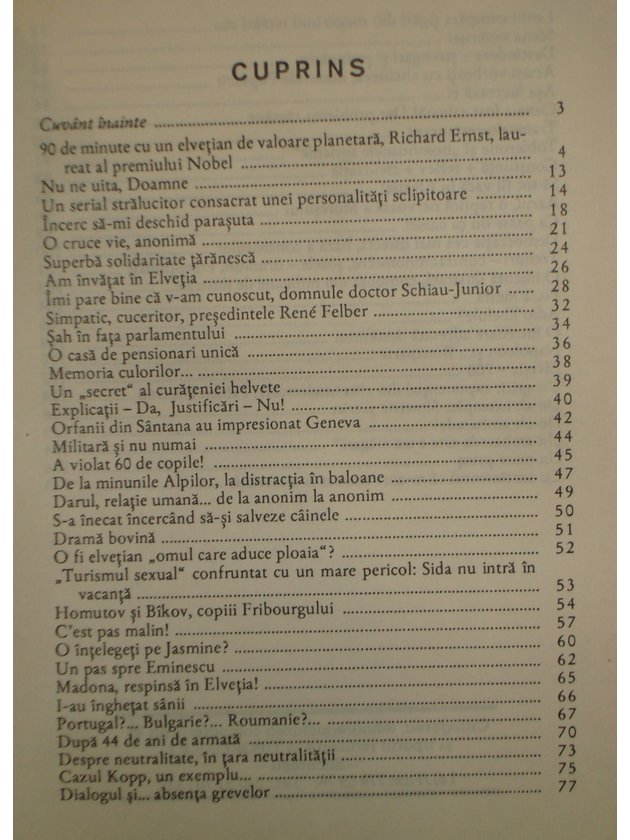 CUPRINS
Cuvânt înainte ........ 3
90 de minute cu un elveţian de valoare planetară, Richard Ernst, lau-
reat al premiului Nobel ........ 4
Nu ne uita, Doamne ........ 13
Un serial strălucitor consacrat unei personalităţi sclipitoare ........ 14
Încerc să-mi deschid paraşuta ........ 18
O cruce vie, anonimă ........ 21
Superbă solidaritate ţărănescă ........ 24
Am învăţat în Elveţia ........ 26
Îmi pare bine că v-am cunoscut, domnule doctor Schiau-Junior ...... 28
Simpatic, cuceritor, preşedintele René Felber ........ 32
Şah în faţa parlamentului ........ 34
O casă de pensionari unică ........ 36
Memoria culorilor... ........ 38
Un „secret“ al curăţeniei helvete ........ 39
Explicaţii – Da, Justificări – Nu! ........ 40
Orfanii din Sântana au impresionat Geneva ........ 42
Militară şi nu numai ........ 44
A violat 60 de copile! ........ 45
De la minunile Alpilor, la distracţia în baloane ........ 47
Darul, relaţie umană... de la anonim la anonim ........ 49
S-a înecat încercând să-şi salveze câinele ........ 50
Dramă bovină ........ 51
O fi elveţian „omul care aduce ploaia“? ........ 52
„Turismul sexual“ confruntat cu un mare pericol: Sida nu intră în
vacanţă ........ 53
Homutov şi Bîkov, copiii Fribourgului ........ 54
C'est pas malin! ........ 57
O înţelegeţi pe Jasmine? ........ 60
Un pas spre Eminescu ........ 62
Madona, respinsă în Elveţia! ........ 65
I-au îngheţat sânii ........ 66
Portugal?... Bulgarie?... Roumanie?... ........ 67
După 44 de ani de armată ........ 70
Despre neutralitate, în ţara neutralităţii ........ 73
Cazul Kopp, un exemplu... ........ 75
Dialogul şi... absenţa grevelor ........ 77